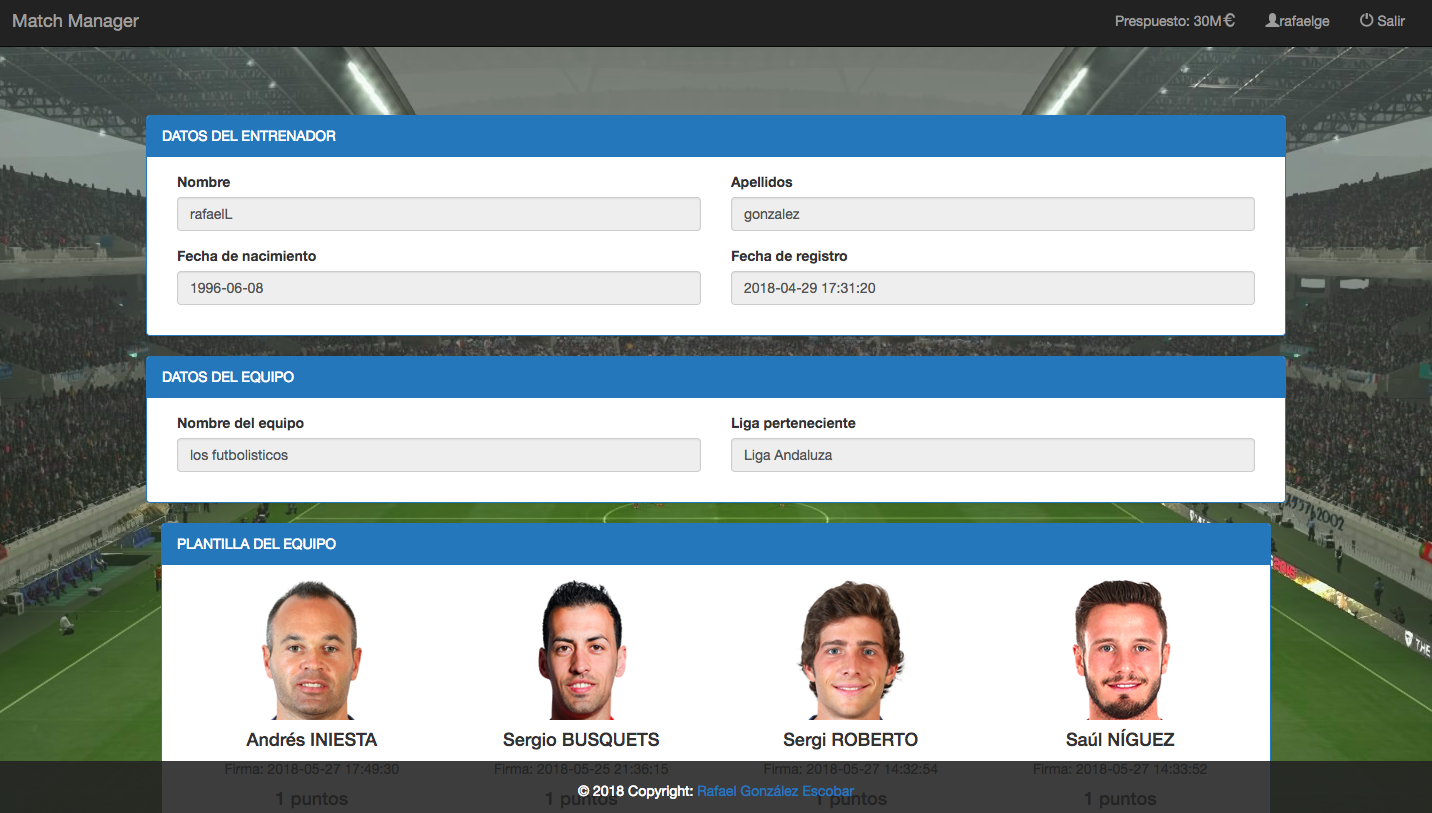 Match Manager
Prespuesto: 30M€ rafaelge Salir
DATOS DEL ENTRENADOR
Nombre Apellidos
rafaelL gonzalez
Fecha de nacimiento Fecha de registro
1996-06-08 2018-04-29 17:31:20
DATOS DEL EQUIPO
Nombre del equipo Liga perteneciente
los futbolisticos Liga Andaluza
PLANTILLA DEL EQUIPO
2002
THE
Andrés INIESTA Sergio BUSQUETS Sergi ROBERTO Saúl NÍGUEZ
Firma: 2018-05-27 17:49:30 Firma: 2018-05-25 21:36:15 Firma: 2018-05-27 14:32:54 Firma: 2018-05-27 14:33:52
© 2018 Copyright: Rafael González Escobar
1 puntos 1 puntos 1 puntos 1 puntos